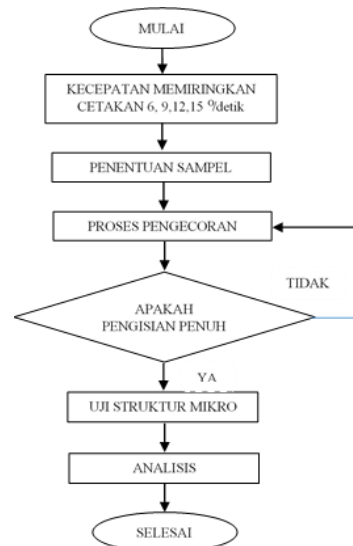 MULAI
KECEPATAN MEMIRINGKAN
CETAKAN 6, 9,12,15 °/detik
PENENTUAN SAMPEL
PROSES PENGECORAN
TIDAK
APAKAH
PENGISIAN PENUH
YA
UJI STRUKTUR MIKRO
ANALISIS
SELESAI